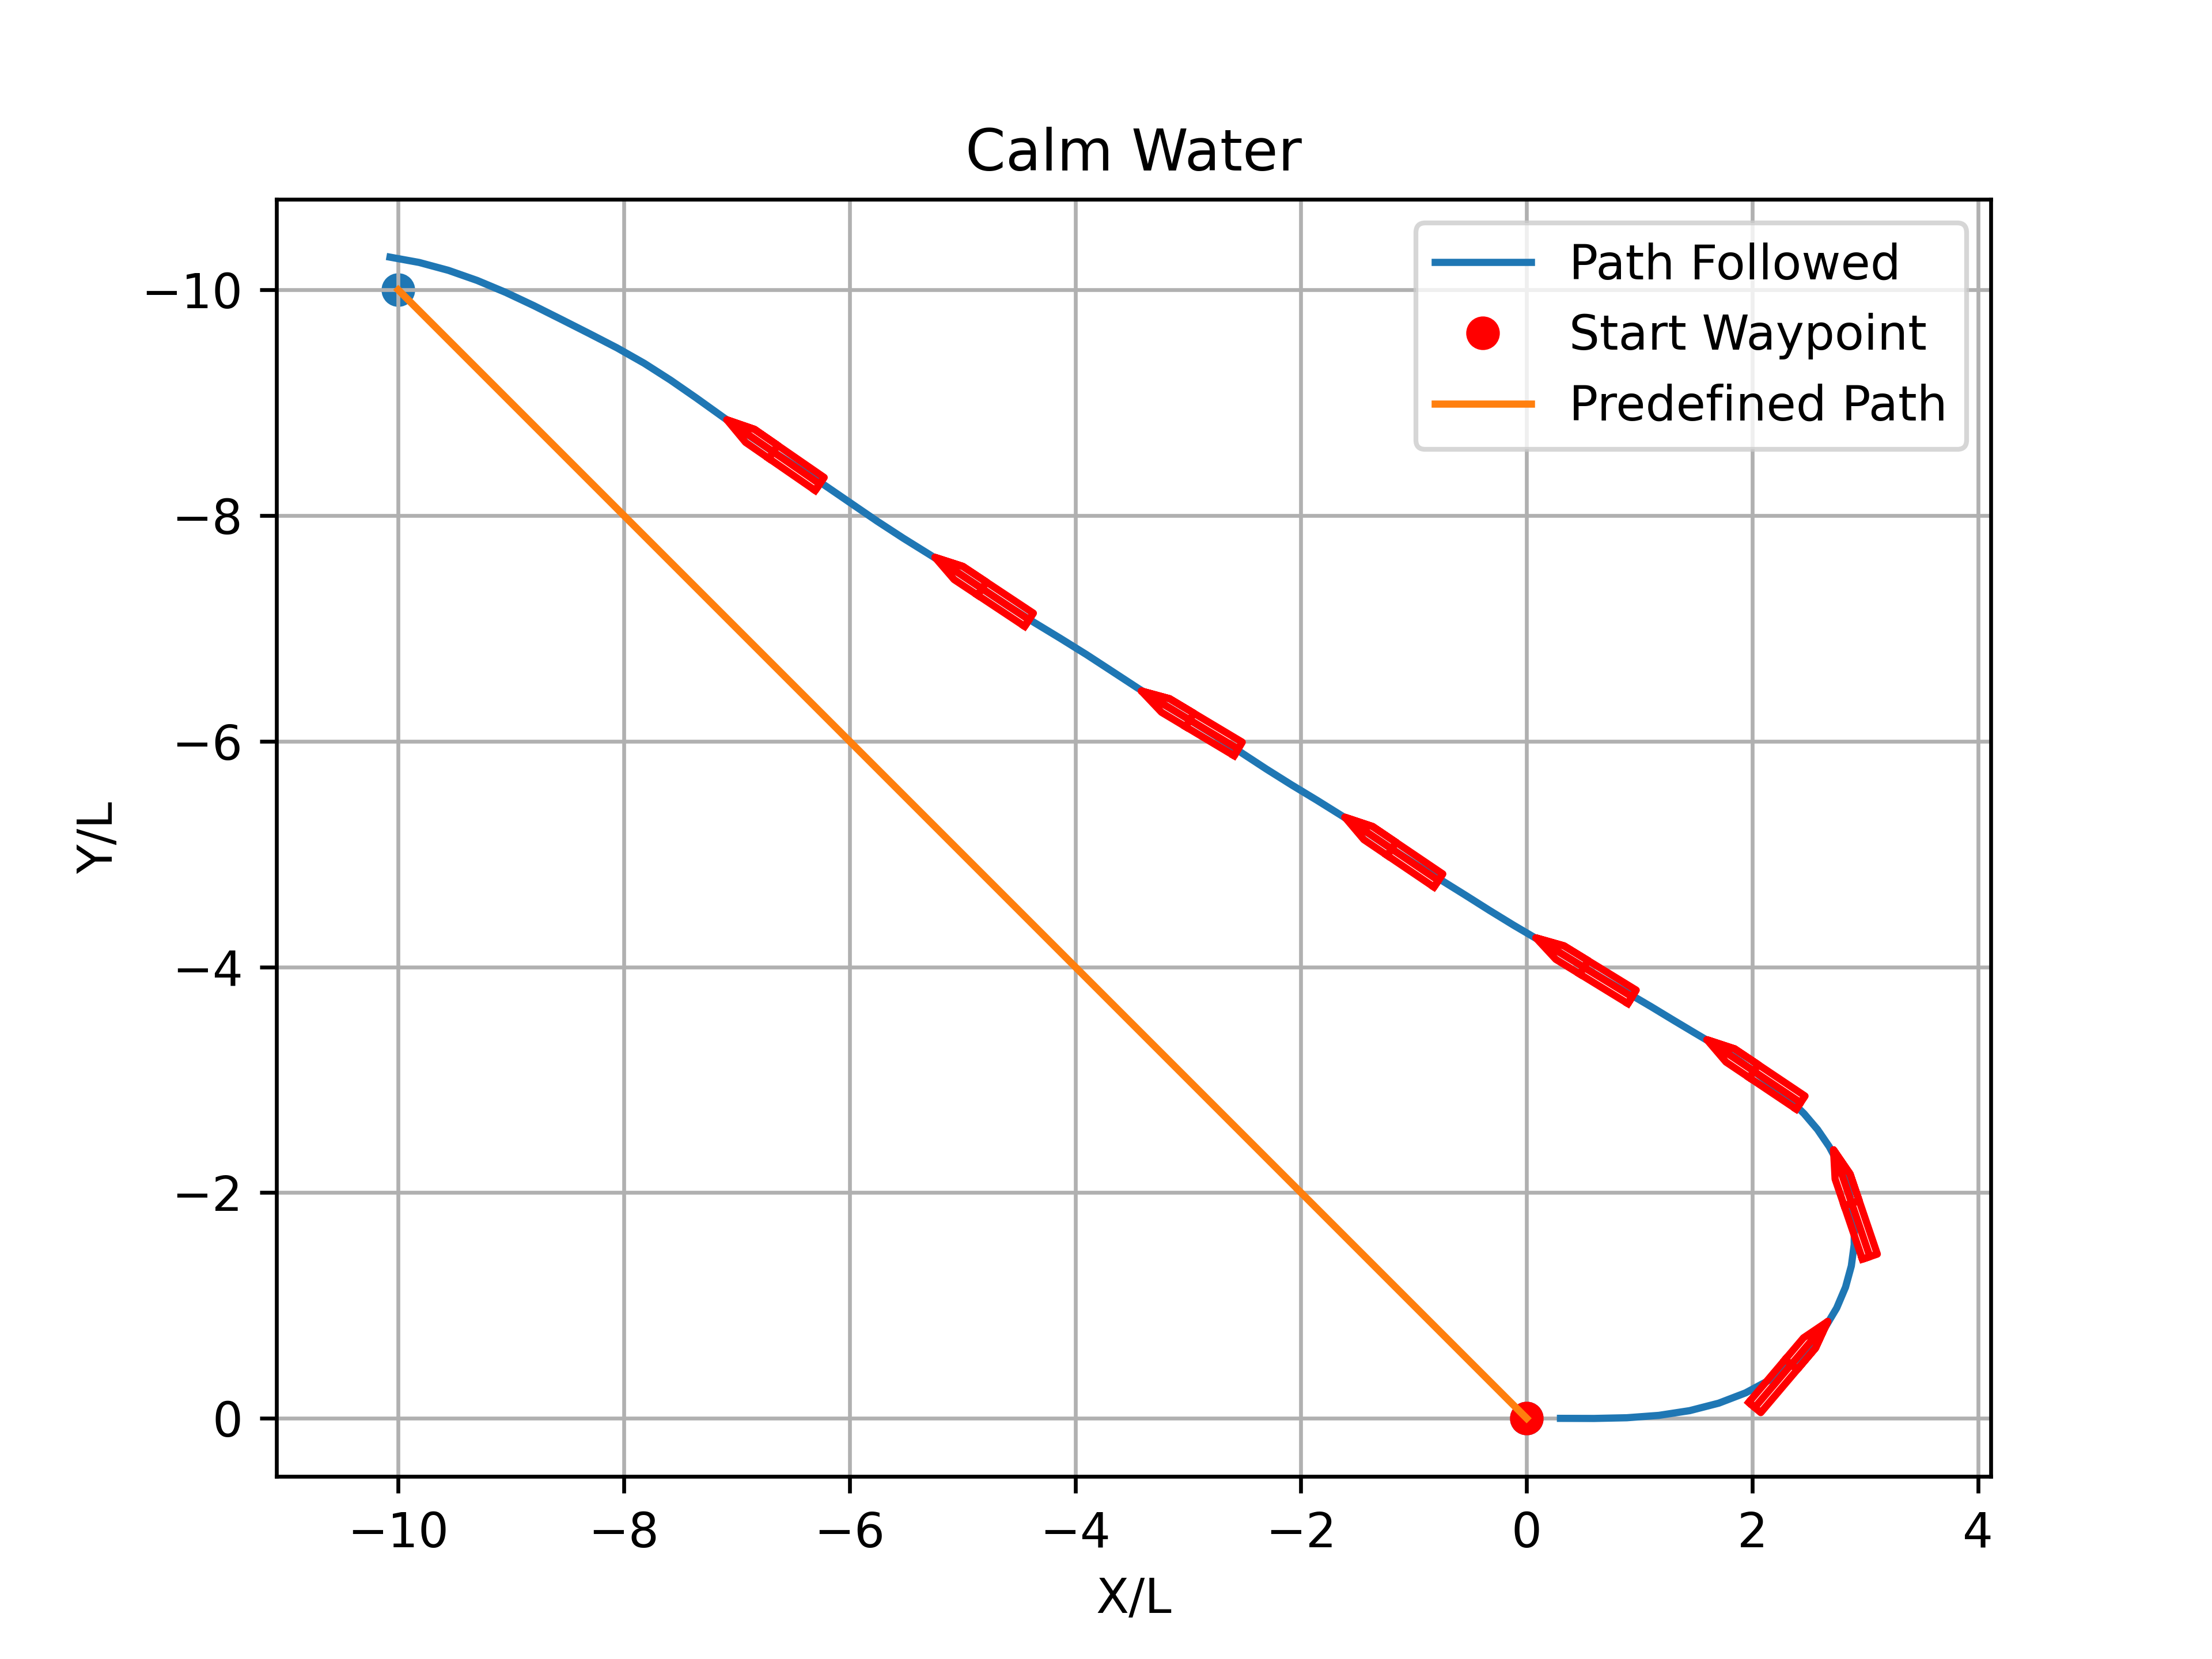 Calm Water
Path Followed
Start Waypoint
Predefined Path
−10
−8
−6
−4
−2
0
Y/L
−10 −8 −6 −4 −2 0 2 4
X/L